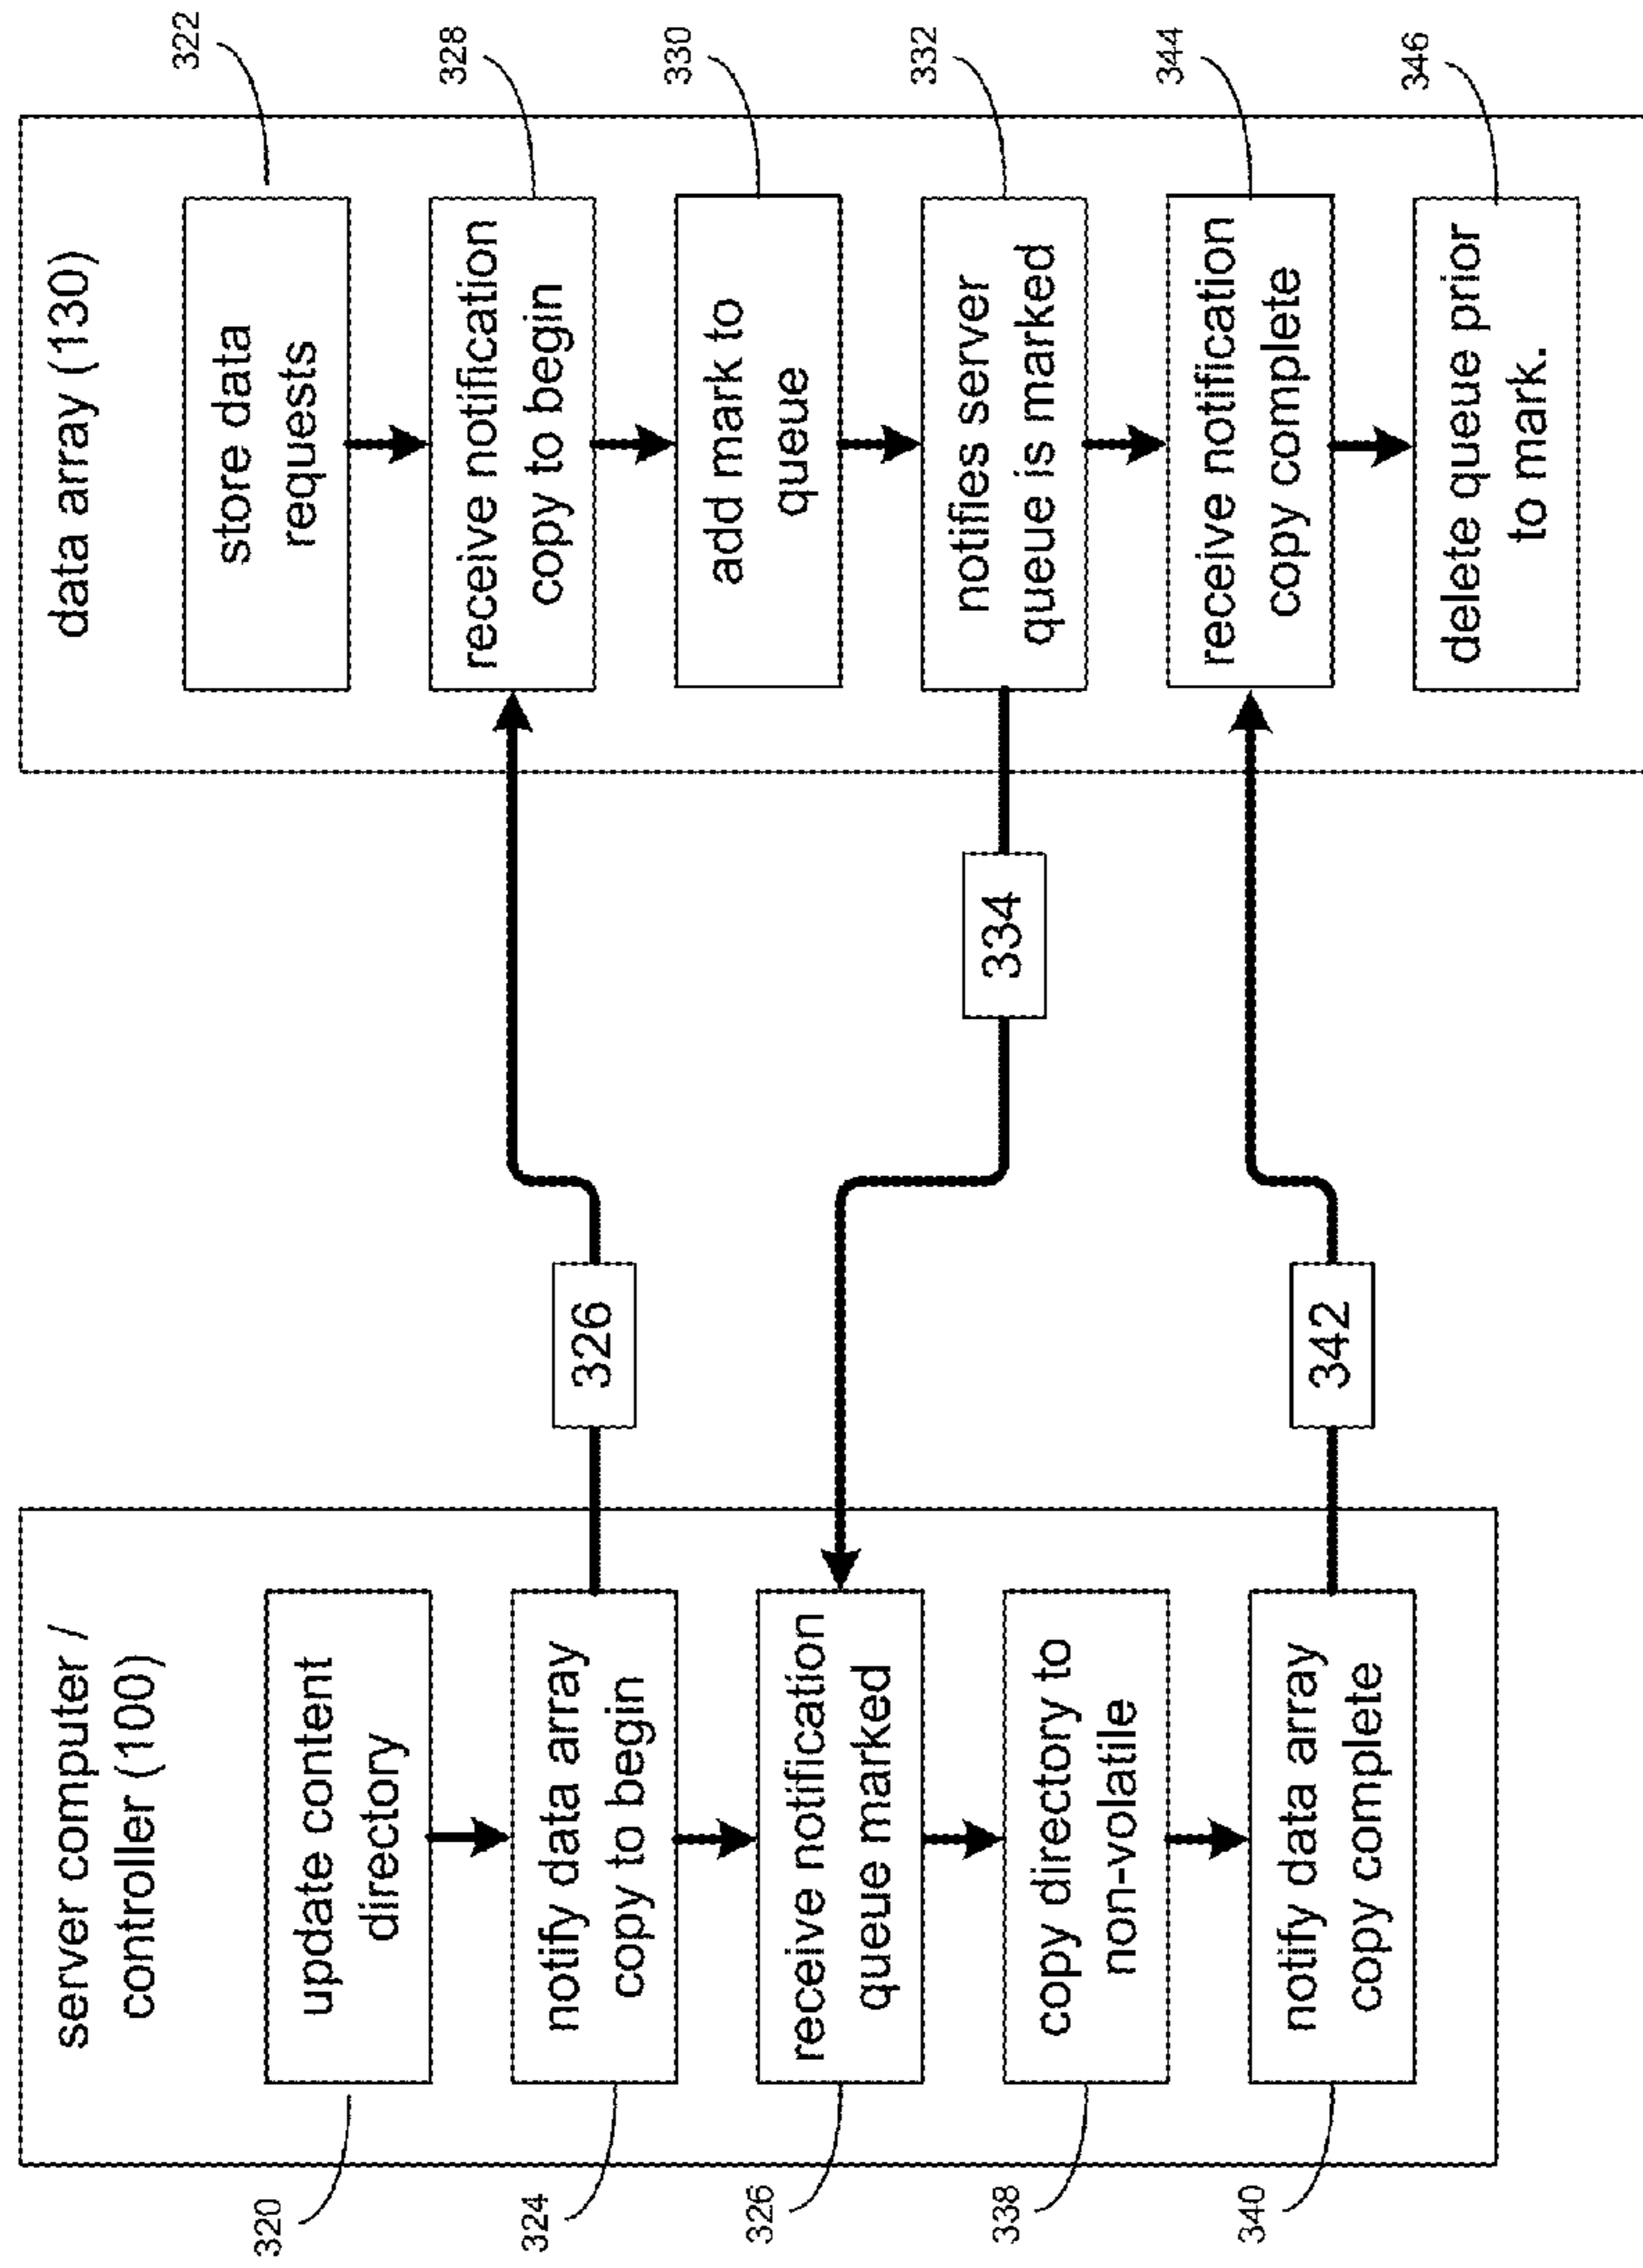 server computer /
controller (100)
320
update content
directory
324
notify data array
copy to begin
326
receive notification
queue marked
338
copy directory to
non-volatile
340
notify data array
copy complete
326
334
342
data array (130)
322
store data
requests
328
receive notification
copy to begin
330
add mark to
queue
332
notifies server
queue is marked
344
receive notification
copy complete
346
delete queue prior
to mark.